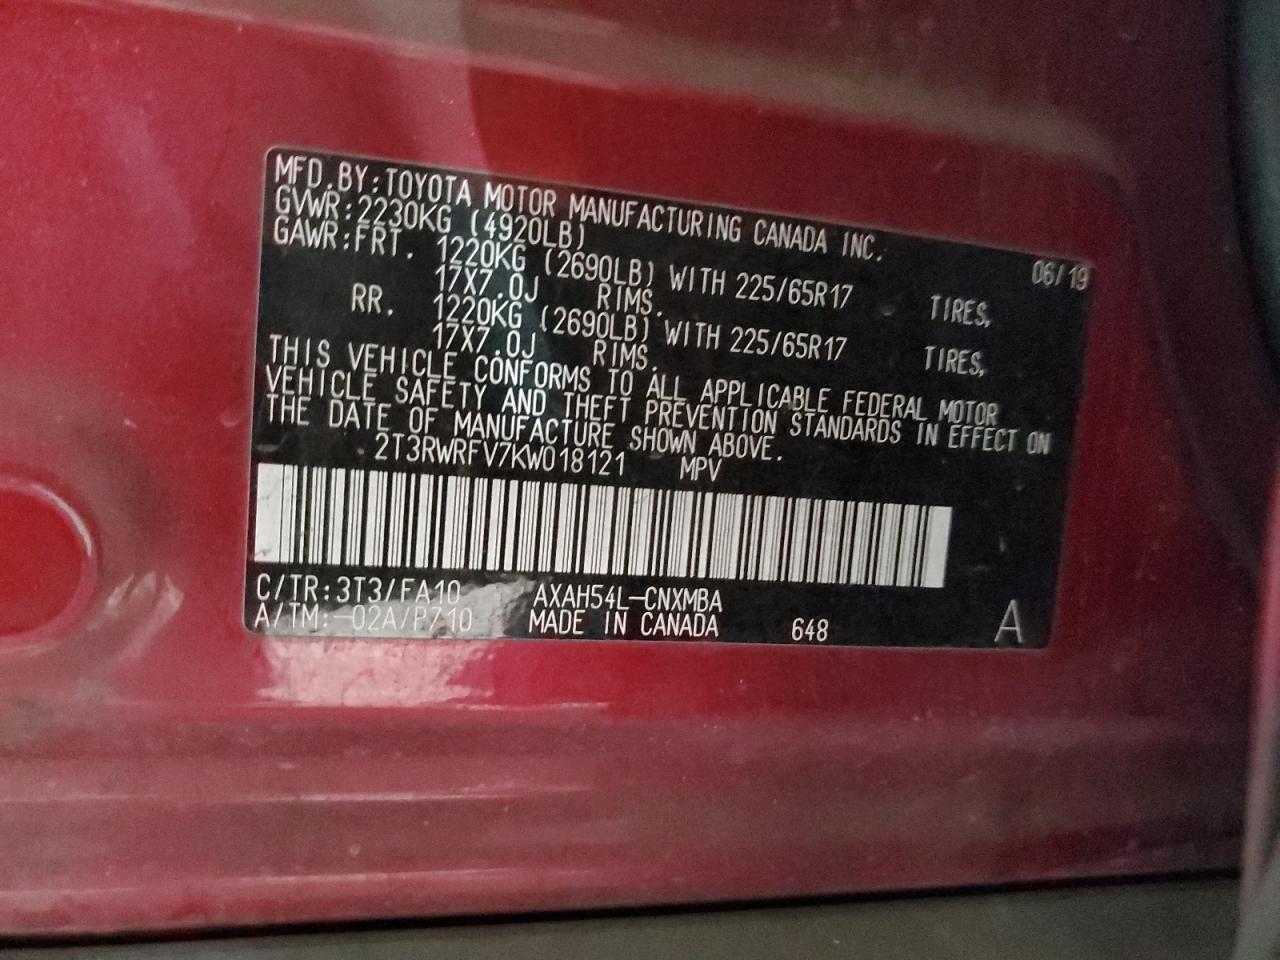 MFD.BY:TOYOTA MOTOR MANUFACTURING CANADA INC.
GVWR:2230KG (4920LB) 06/19
GAWR:FRT. 1220KG (2690LB) WITH 225/65R17 TIRES,
17X7.0J RIMS.
RR. 1220KG (2690LB) WITH 225/65R17 TIRES,
17X7.0J RIMS.
THIS VEHICLE CONFORMS TO ALL APPLICABLE FEDERAL MOTOR
VEHICLE SAFETY AND THEFT PREVENTION STANDARDS IN EFFECT ON
THE DATE OF MANUFACTURE SHOWN ABOVE.
2T3RWRFV7KW018121 MPV
C/TR:3T3/FA10 AXAH54L-CNXMBA
A/TM:-02A/P710 MADE IN CANADA 648 A